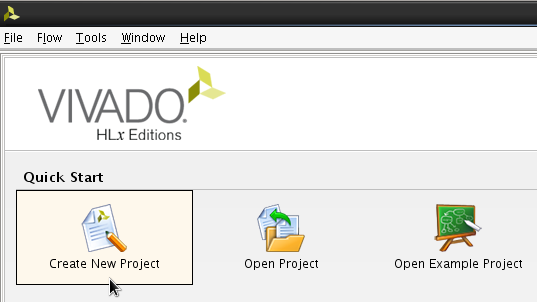 File Flow Tools Window Help
VIVADO.
HLx Editions
Quick Start
Create New Project Open Project Open Example Project